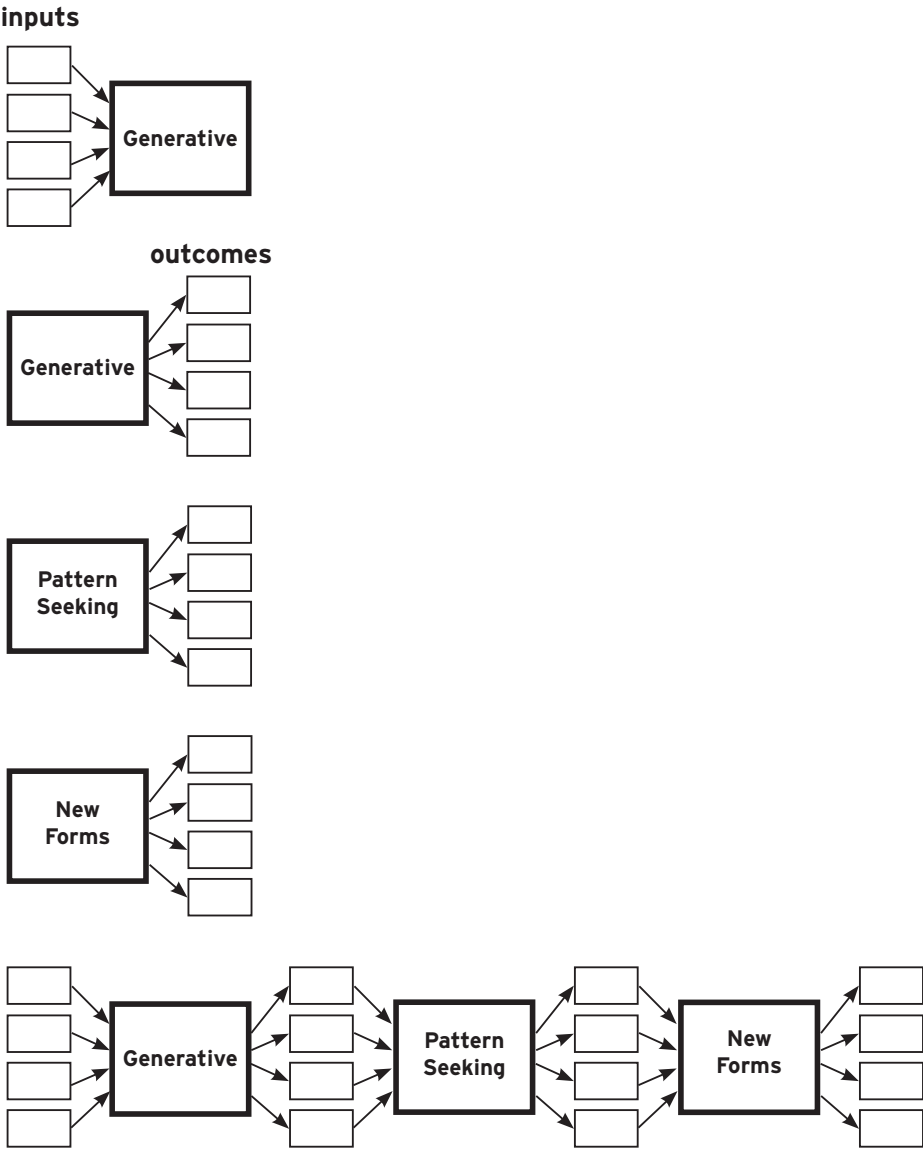 inputs
Generative
outcomes
Generative
Pattern
Seeking
New
Forms
Generative
Pattern
Seeking
New
Forms